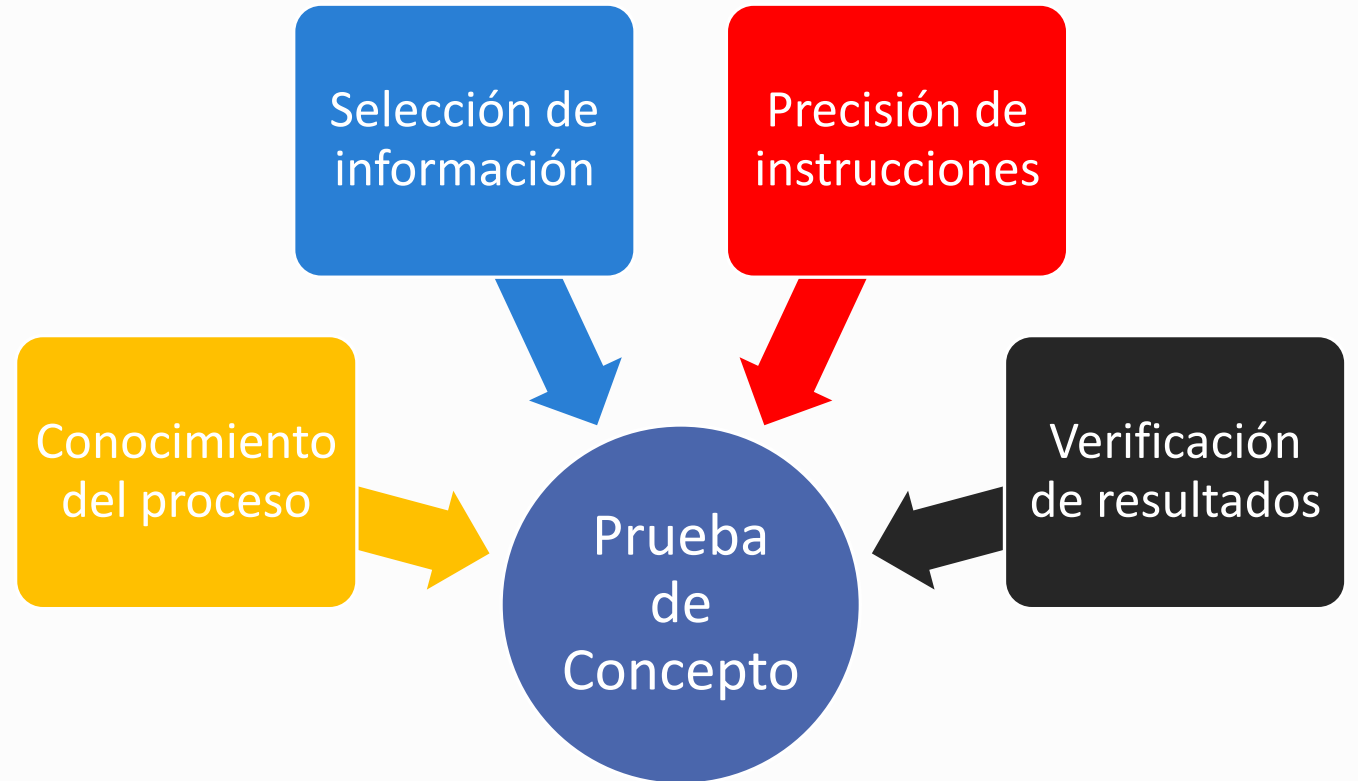 Selección de
información
Precisión de
instrucciones
Conocimiento
del proceso
Verificación
de resultados
Prueba
de
Concepto